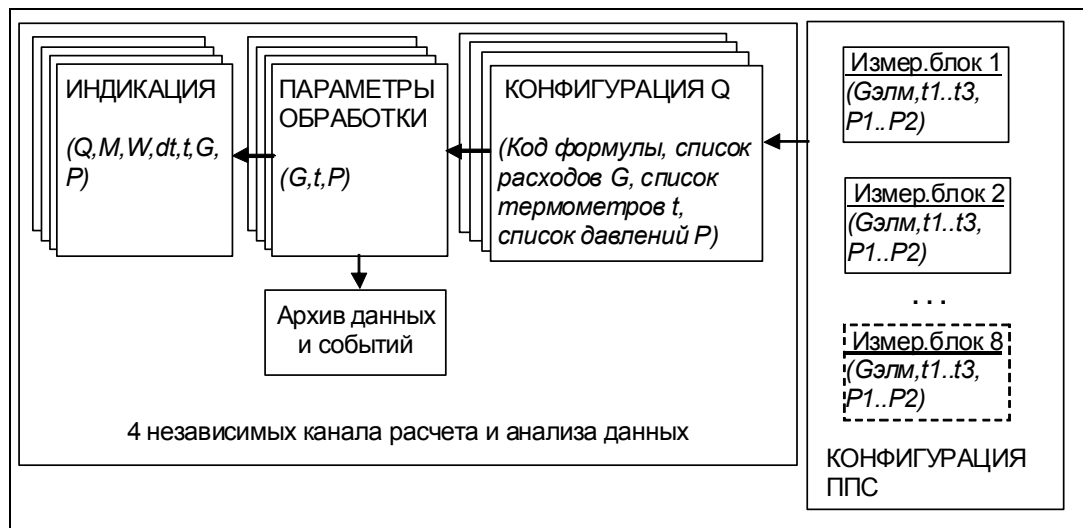 ИНДИКАЦИЯ
(Q,M,W,dt,t,G,
P)
ПАРАМЕТРЫ
ОБРАБОТКИ
(G,t,P)
КОНФИГУРАЦИЯ Q
(Код формулы, список
расходов G, список
термометров t,
список давлений P)
Архив данных
и событий
4 независимых канала расчета и анализа данных
Измер.блок 1
(Gэлм,t1..t3,
P1..P2)
Измер.блок 2
(Gэлм,t1..t3,
P1..P2)
. . .
Измер.блок 8
(Gэлм,t1..t3,
P1..P2)
КОНФИГУРАЦИЯ
ППС